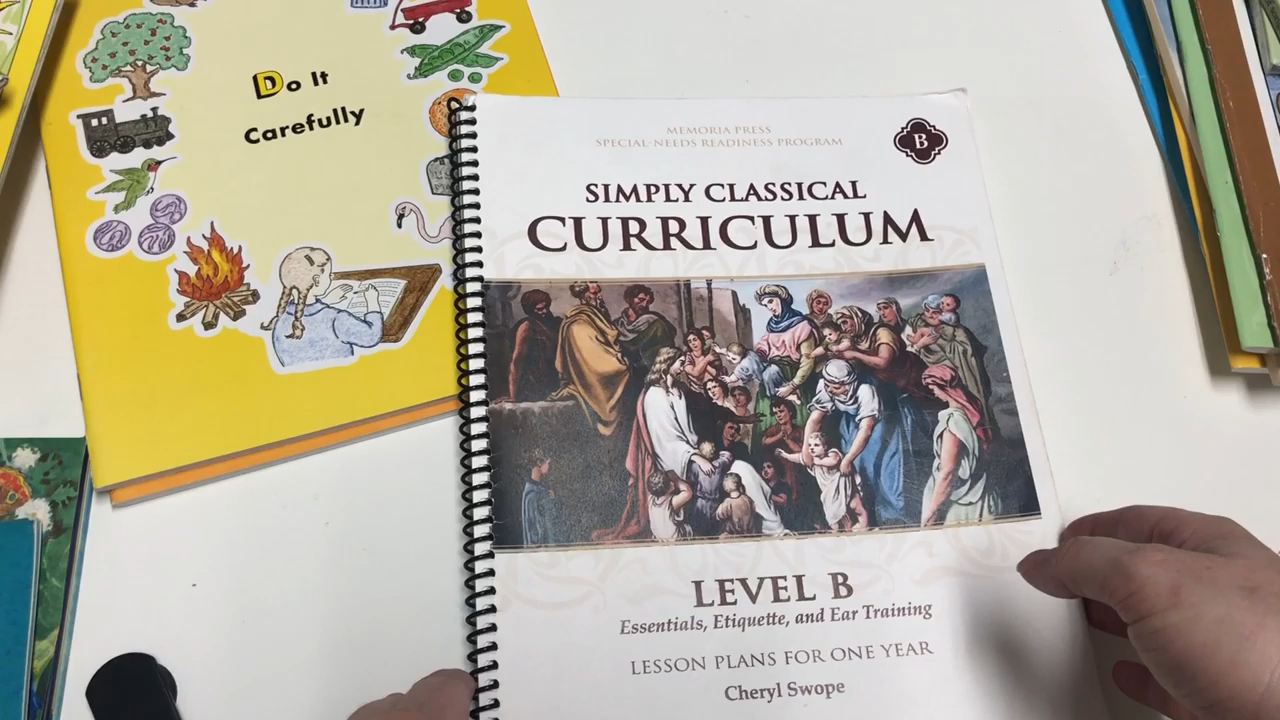 Do It
Carefully
MEMORIA PRESS
SPECIAL-NEEDS READINESS PROGRAM
B
SIMPLY CLASSICAL
CURRICULUM
LEVEL B
Essentials, Etiquette, and Ear Training
LESSON PLANS FOR ONE YEAR
Cheryl Swope